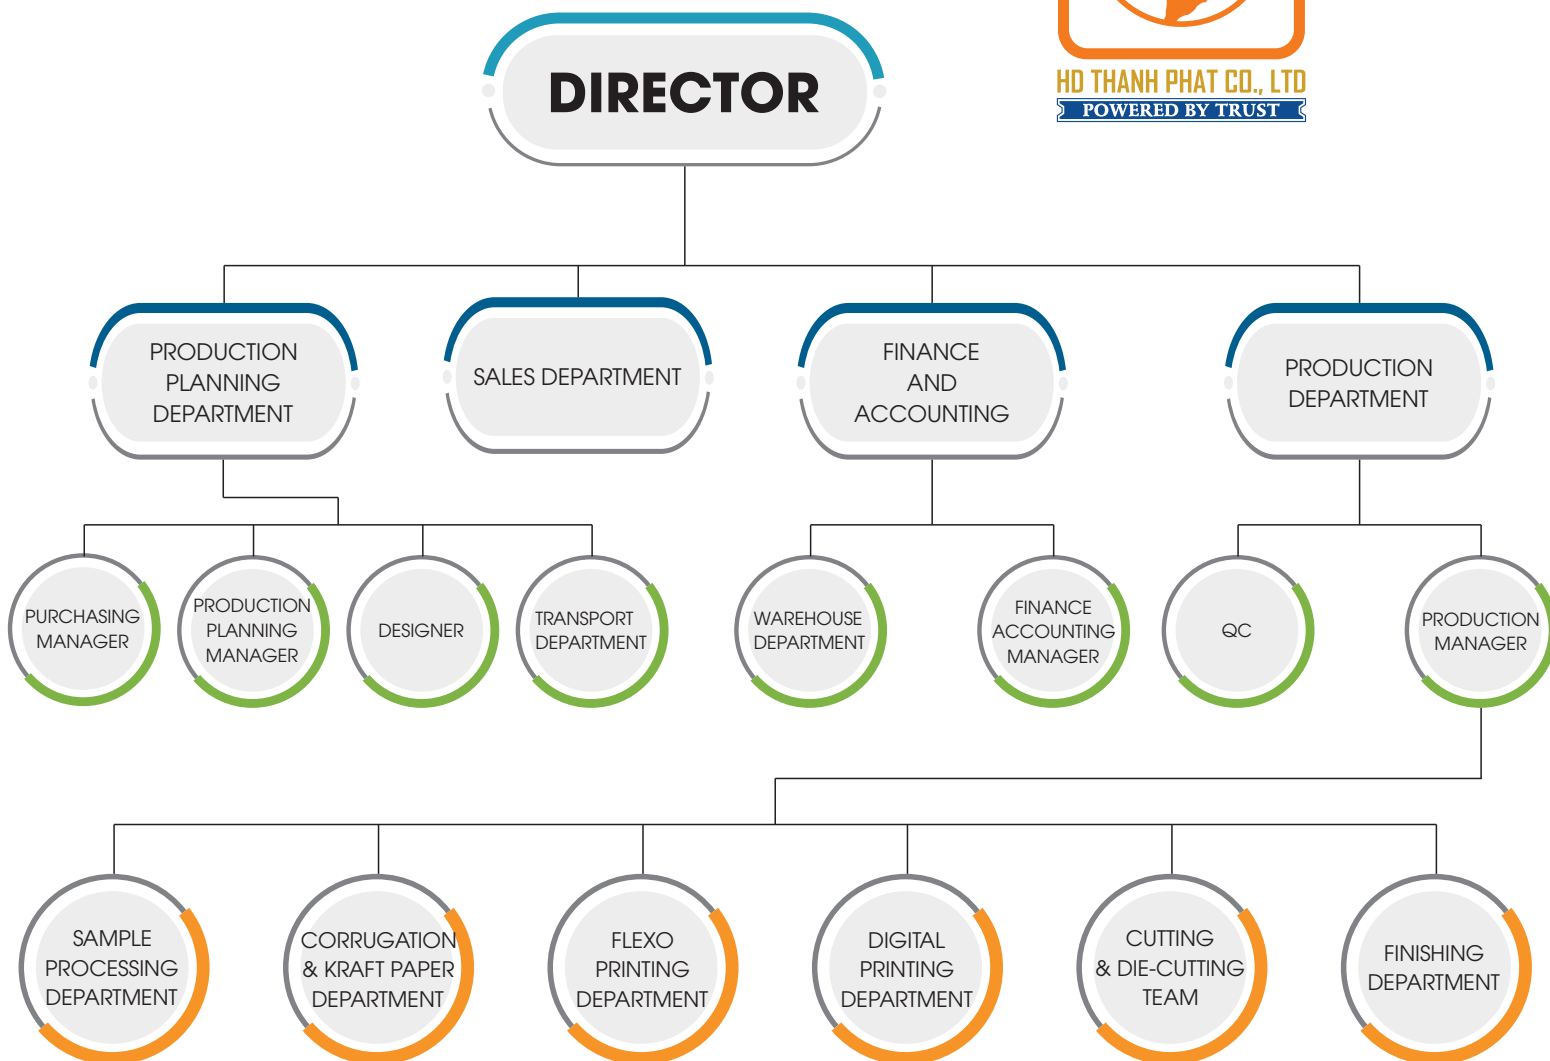 DIRECTOR
HD THANH PHAT CO., LTD
POWERED BY TRUST
PRODUCTION
PLANNING
DEPARTMENT
SALES DEPARTMENT
FINANCE
AND
ACCOUNTING
PRODUCTION
DEPARTMENT
PURCHASING
MANAGER
PRODUCTION
PLANNING
MANAGER
DESIGNER
TRANSPORT
DEPARTMENT
WAREHOUSE
DEPARTMENT
FINANCE
ACCOUNTING
MANAGER
QC
PRODUCTION
MANAGER
SAMPLE
PROCESSING
DEPARTMENT
CORRUGATION
& KRAFT PAPER
DEPARTMENT
FLEXO
PRINTING
DEPARTMENT
DIGITAL
PRINTING
DEPARTMENT
CUTTING
& DIE-CUTTING
TEAM
FINISHING
DEPARTMENT